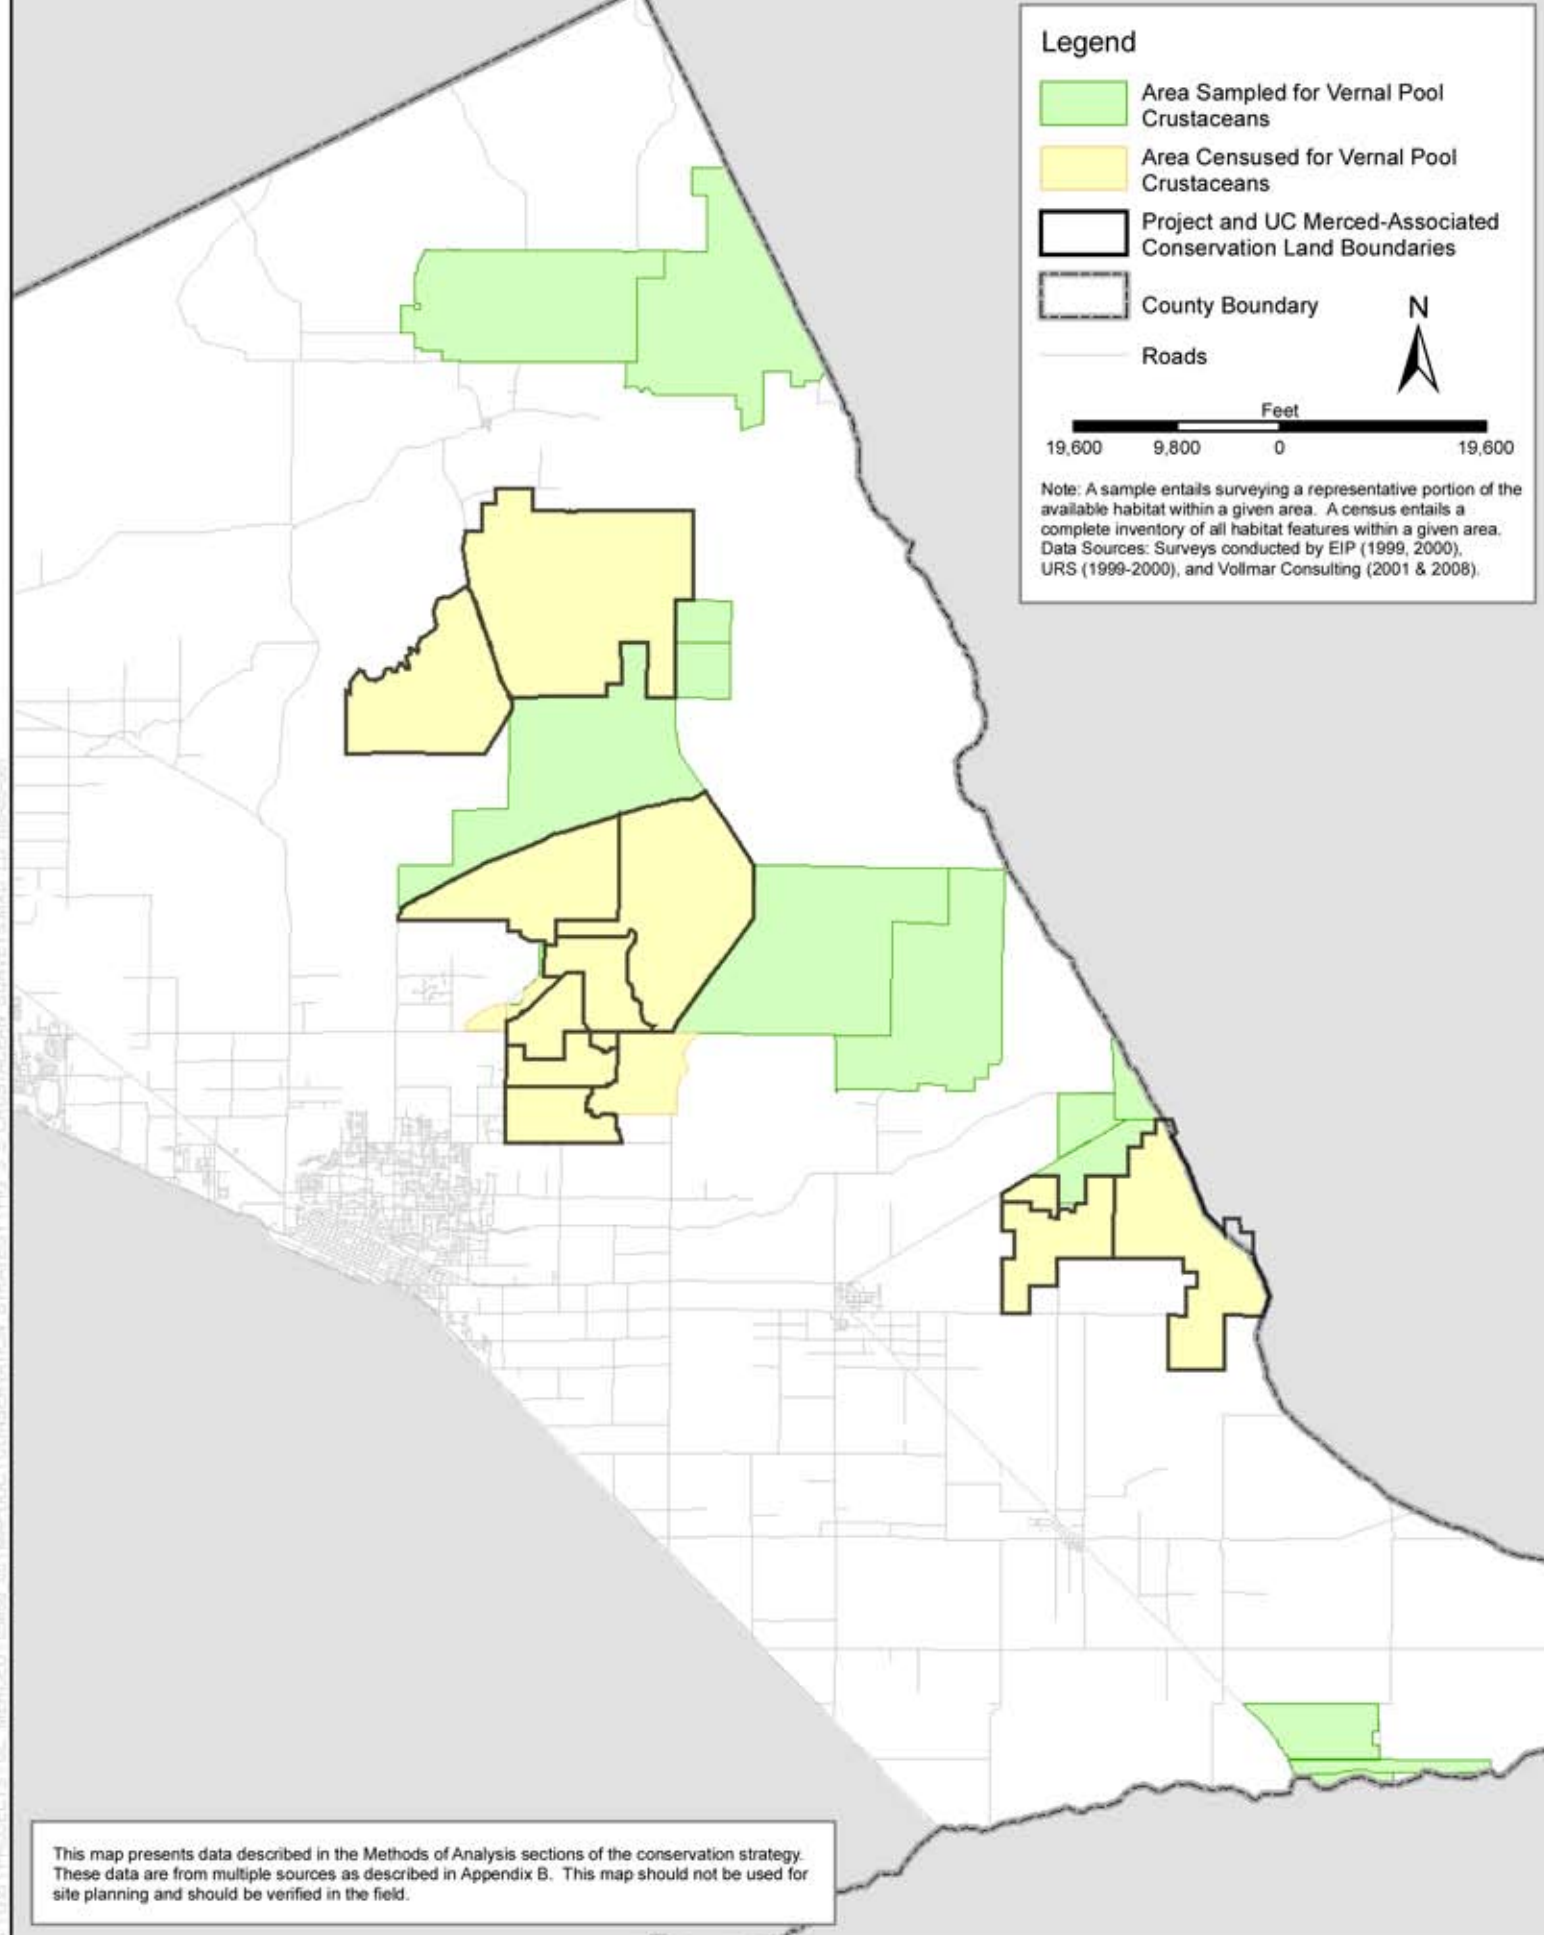 Legend
Area Sampled for Vernal Pool
Crustaceans
Area Censused for Vernal Pool
Crustaceans
Project and UC Merced-Associated
Conservation Land Boundaries
County Boundary
N
Roads
Feet
19,600 9,800 0 19,600
Note: A sample entails surveying a representative portion of the
available habitat within a given area. A census entails a
complete inventory of all habitat features within a given area.
Data Sources: Surveys conducted by EIP (1999, 2000),
URS (1999-2000), and Vollmar Consulting (2001 & 2008).
This map presents data described in the Methods of Analysis sections of the conservation strategy.
These data are from multiple sources as described in Appendix B. This map should not be used for
site planning and should be verified in the field.